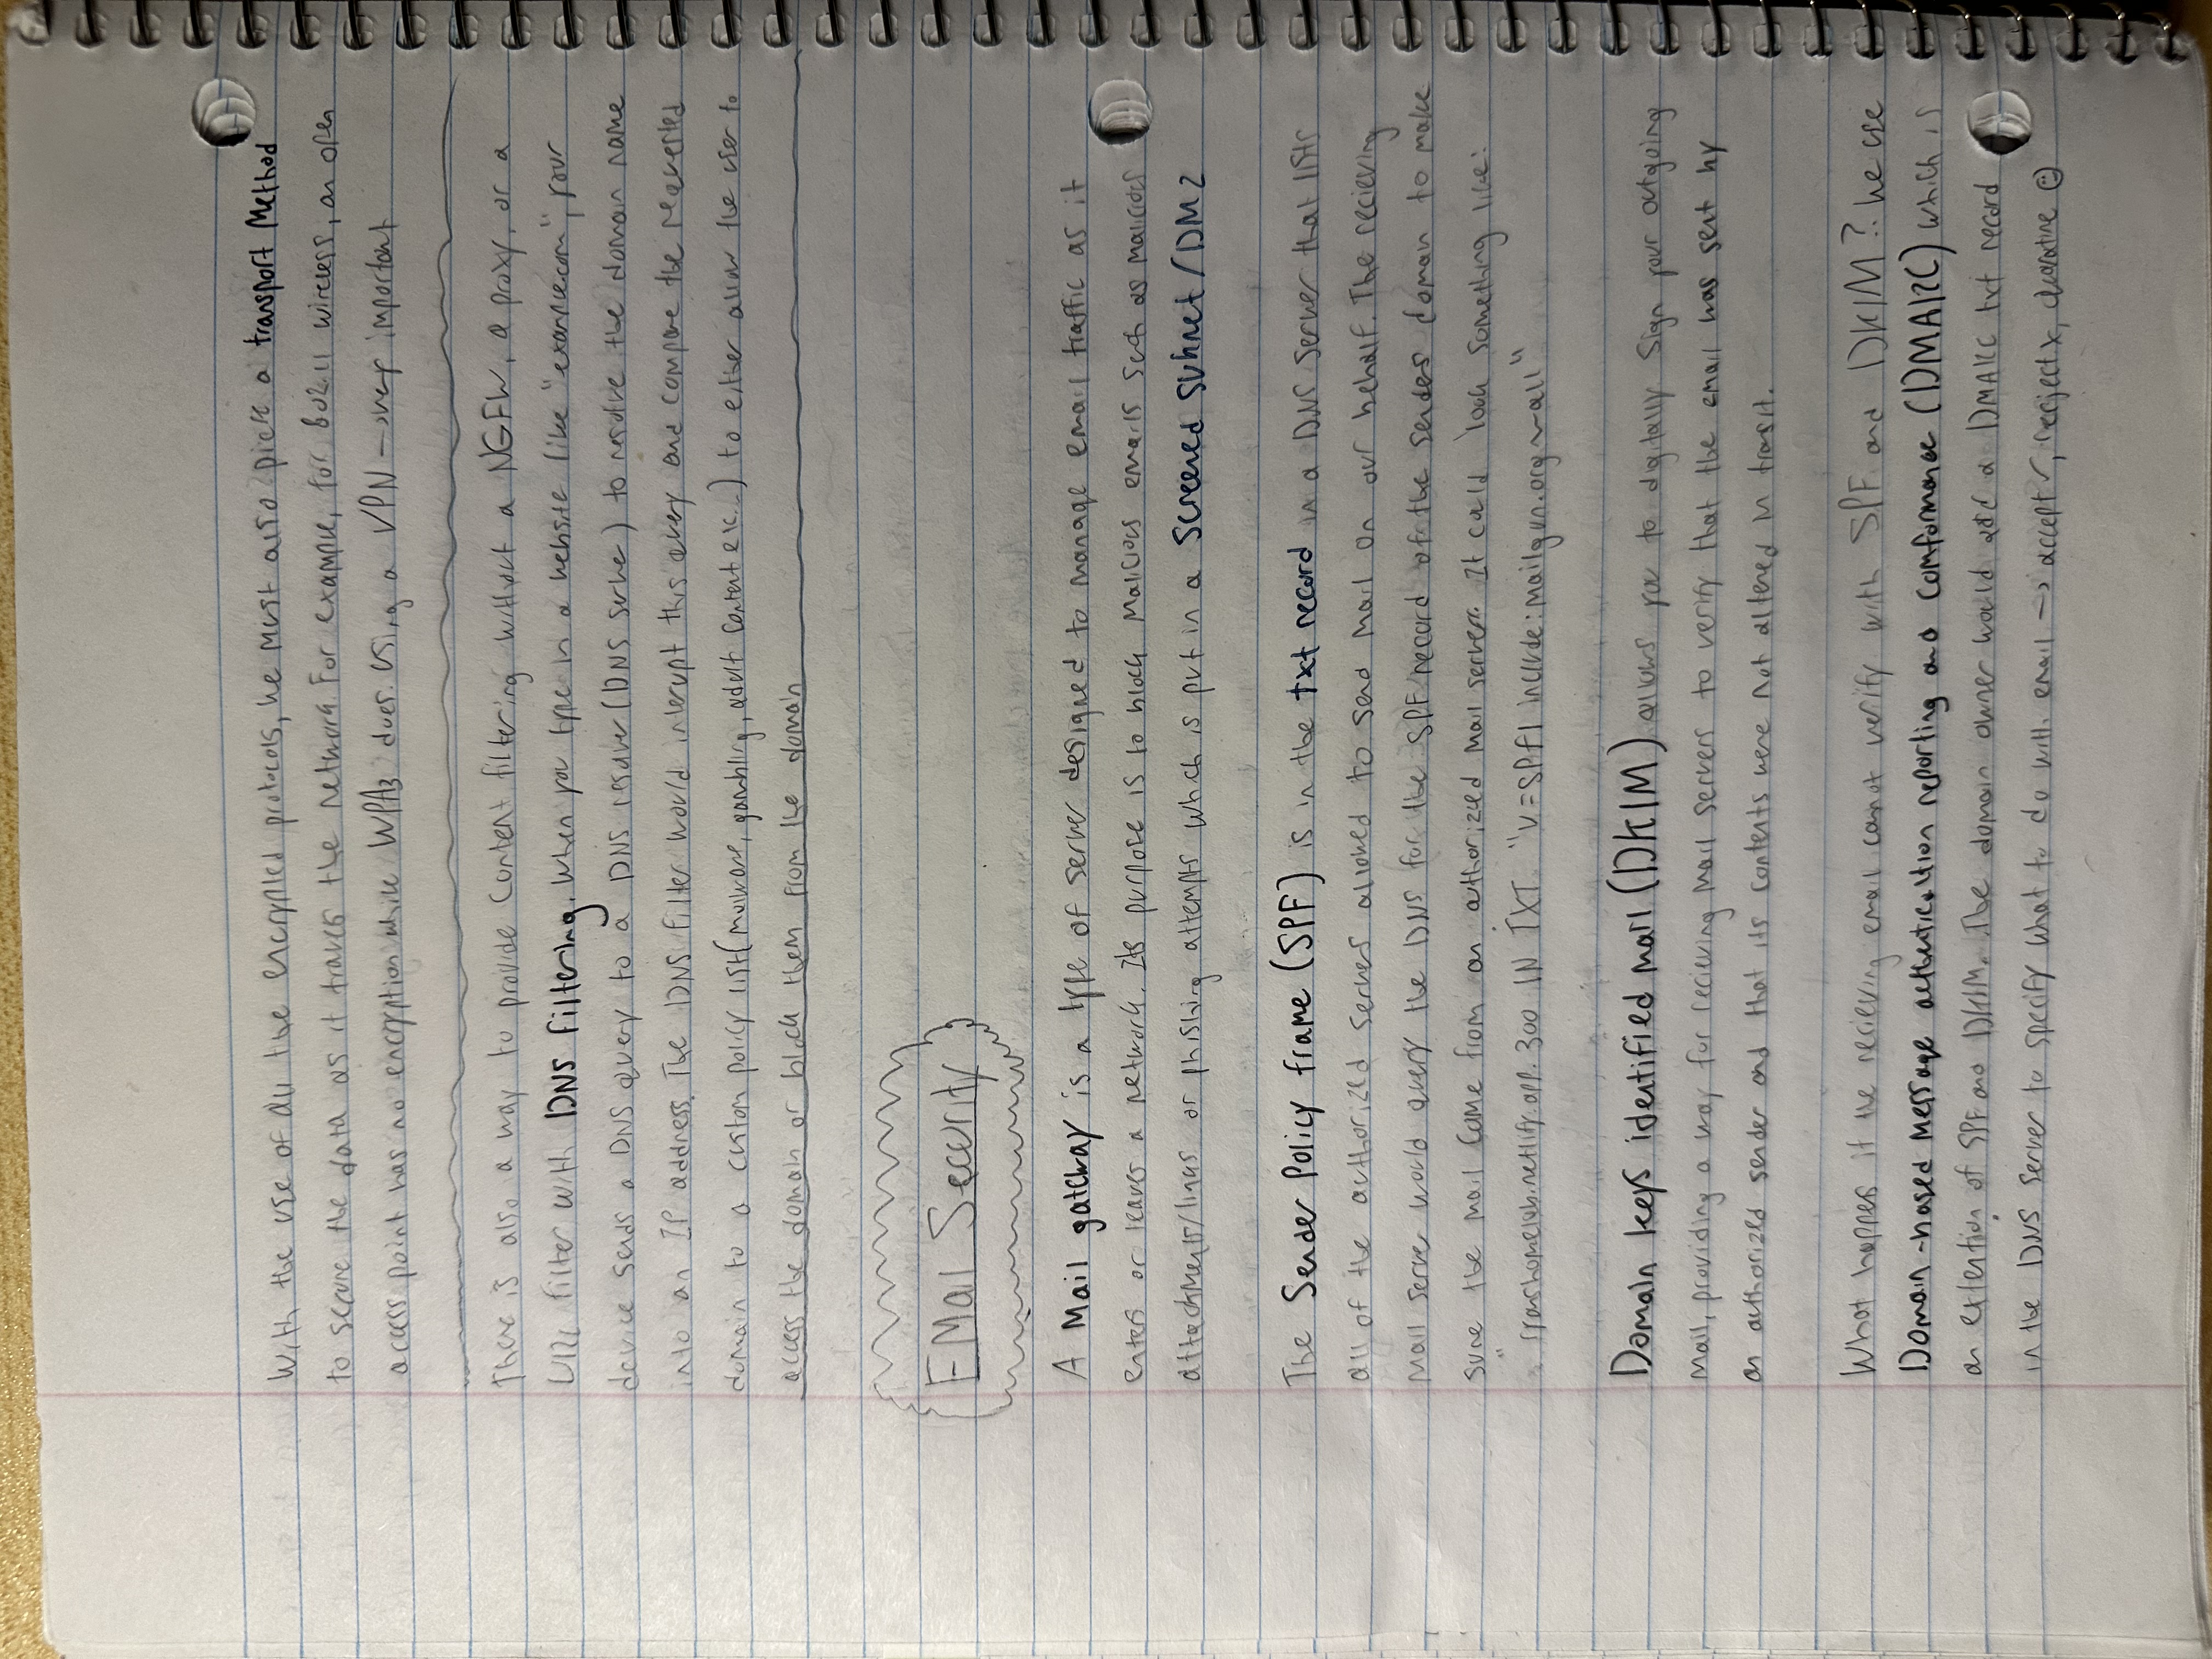 With the use of all the encrypted protocols, we must also pick a transport Method
to secure the data as it travels the network. For example, for 802.11 wireless, an open
access point has no encryption while WPA3 does. Using a VPN → very important
There is also a way to provide content filtering without a NGFW, a proxy, or a
URL filter with DNS filtering. When you type in a website like "example.com", your
device sends a DNS query to a DNS resolver (DNS server) to resolve the domain name
into an IP address. The DNS filter would interupt this query and compare the requested
domain to a custom policy list (malware, gambling, adult content etc...) to either allow the user to
access the domain or block them from the domain
EMail Security
A Mail gateway is a type of server designed to manage email traffic as it
enters or leaves a network. Its purpose is to block malicious emails such as malicious
attachments/links or phishing attempts which is put in a Screened Subnet/DMZ
The Sender Policy frame (SPF) is in the txt record in a DNS server that lists
all of the authorized servers allowed to send mail on our behalf. The recieving
mail server would query the DNS for the SPF record of the senders domain to make
sure the mail came from an authorized mail server. It could look something like:
" ryanshomelab.netlify.app. 300 IN TXT "v=spf1 include:mailgun.org ~all"
Domain keys identified mail (DKIM) allows you to digitally sign your outgoing
mail, providing a way for recieving mail servers to verify that the email was sent by
an authorized sender and that its contents were not altered in transit.
What happens if the recieving email cannot verify with SPF and DKIM? We use
Domain-based Message authentication reporting and comformance (DMARC) which is
an extention of SPF and DKIM. The domain owner would add a DMARC txt record
in the DNS server to specify what to do with email → accept ✓, reject x, quarantine ☺